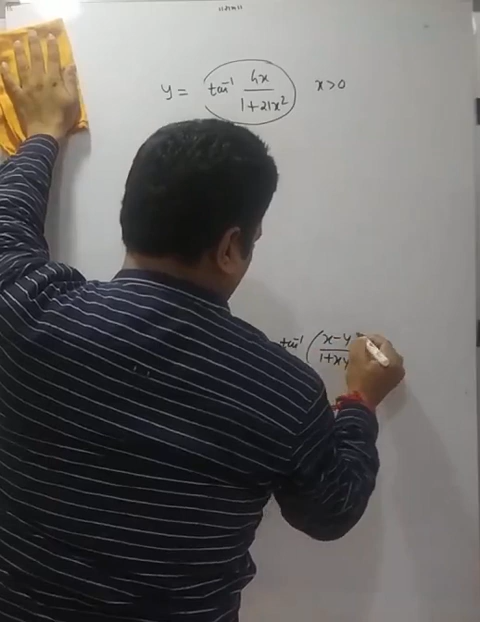 y = tan⁻¹ 4x / 1+21x² x>0
tan⁻¹ ( x-y / 1+xy